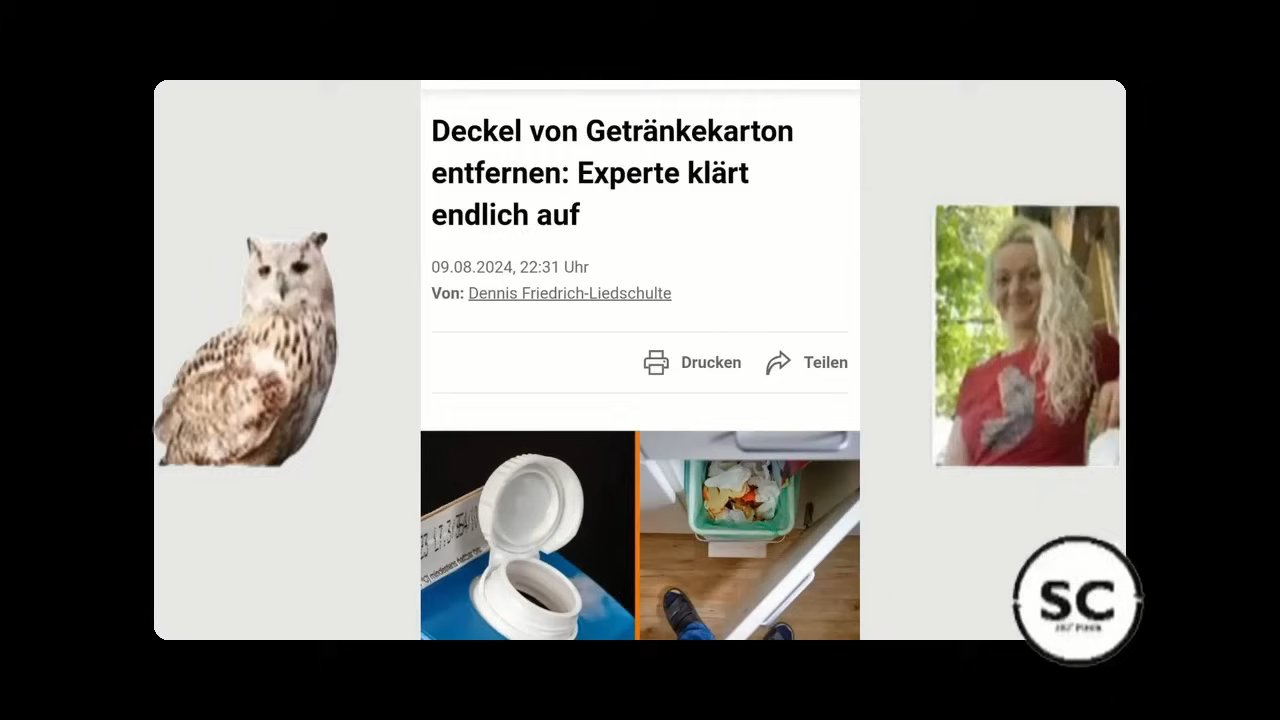 Deckel von Getränkekarton
entfernen: Experte klärt
endlich auf
09.08.2024, 22:31 Uhr
Von: Dennis Friedrich-Liedschulte
Drucken
Teilen
SC